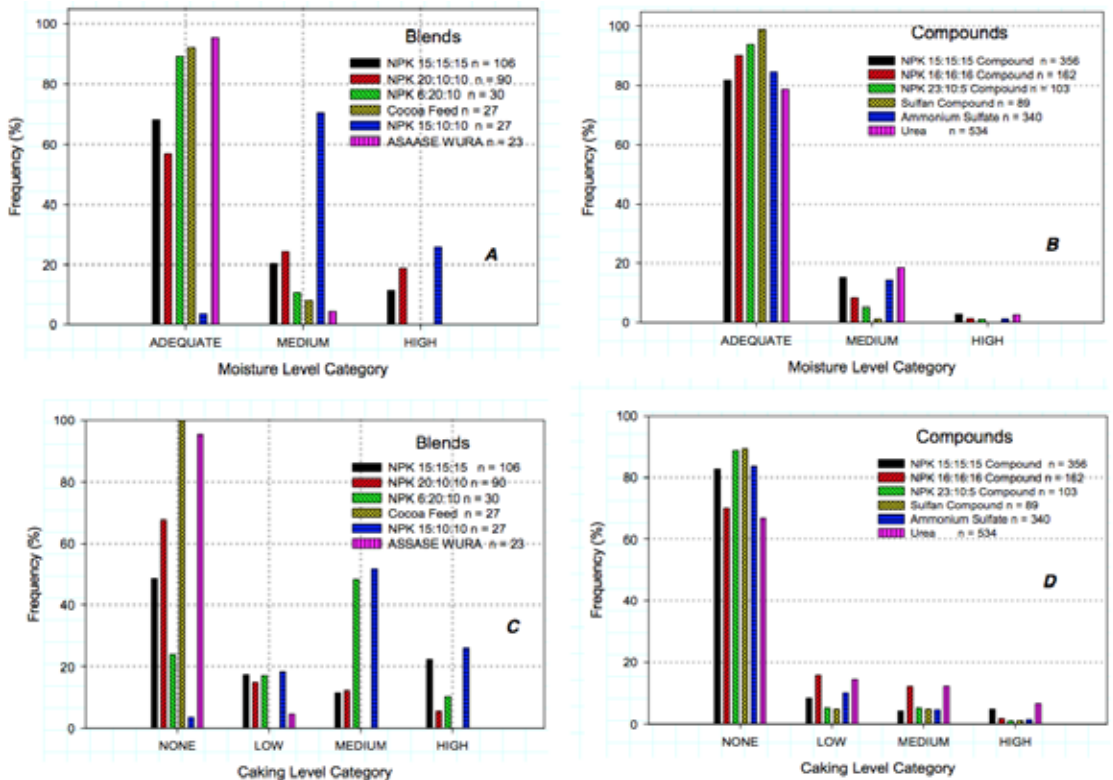 100
80
60
40
20
0
Frequency (%)
Blends
NPK 15:15:15 n = 106
NPK 20:10:10 n = 90
NPK 6:20:10 n = 30
Cocoa Feed n = 27
NPK 15:10:10 n = 27
ASAASE WURA n = 23
A
ADEQUATE MEDIUM HIGH
Moisture Level Category
100
80
60
40
20
0
Frequency (%)
Compounds
NPK 15:15:15 Compound n = 356
NPK 16:16:16 Compound n = 162
NPK 23:10:5 Compound n = 103
Sulfan Compound n = 89
Ammonium Sulfate n = 340
Urea n = 534
B
ADEQUATE MEDIUM HIGH
Moisture Level Category
100
80
60
40
20
0
Frequency (%)
Blends
NPK 15:15:15 n = 106
NPK 20:10:10 n = 90
NPK 6:20:10 n = 30
Cocoa Feed n = 27
NPK 15:10:10 n = 27
ASSASE WURA n = 23
C
NONE LOW MEDIUM HIGH
Caking Level Category
100
80
60
40
20
0
Frequency (%)
Compounds
NPK 15:15:15 Compound n = 356
NPK 16:16:16 Compound n = 162
NPK 23:10:5 Compound n = 103
Sulfan Compound n = 89
Ammonium Sulfate n = 340
Urea n = 534
D
NONE LOW MEDIUM HIGH
Caking Level Category